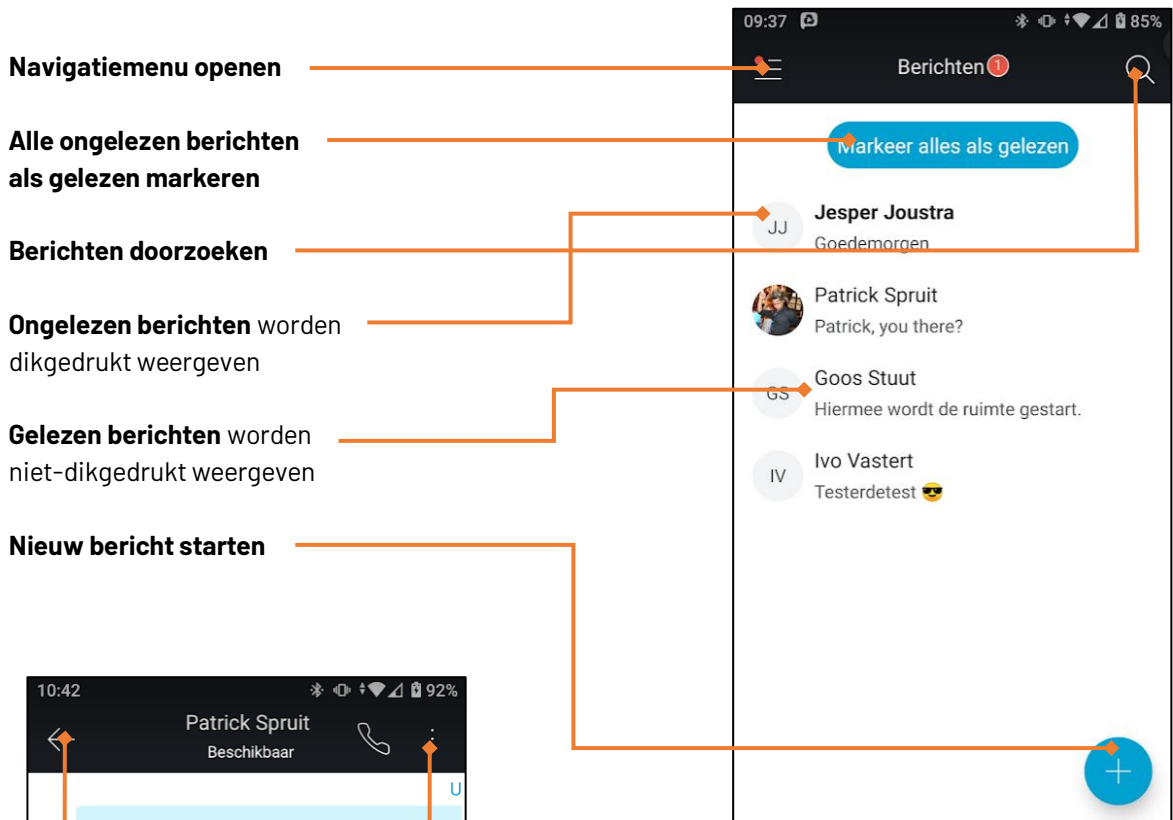 Navigatiemenu openen
Alle ongelezen berichten
als gelezen markeren
Berichten doorzoeken
Ongelezen berichten worden
dikgedrukt weergeven
Gelezen berichten worden
niet-dikgedrukt weergeven
Nieuw bericht starten
09:37 85%
Berichten 1
Markeer alles als gelezen
JJ Jesper Joustra
Goedemorgen
Patrick Spruit
Patrick, you there?
GS Goos Stuut
Hiermee wordt de ruimte gestart.
IV Ivo Vastert
Testerdetest 😎
10:42 92%
Patrick Spruit
Beschikbaar
U